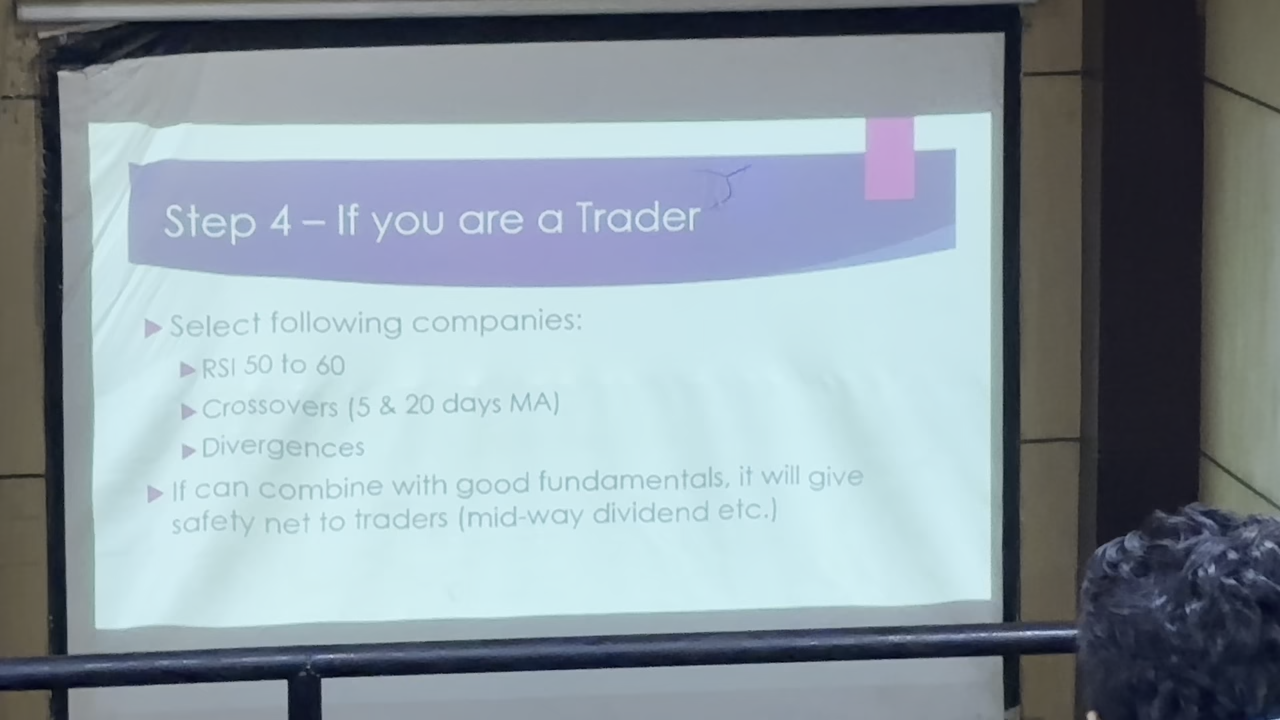 Step 4 – If you are a Trader
Select following companies:
RSI 50 to 60
Crossovers (5 & 20 days MA)
Divergences
If can combine with good fundamentals, it will give
safety net to traders (mid-way dividend etc.)